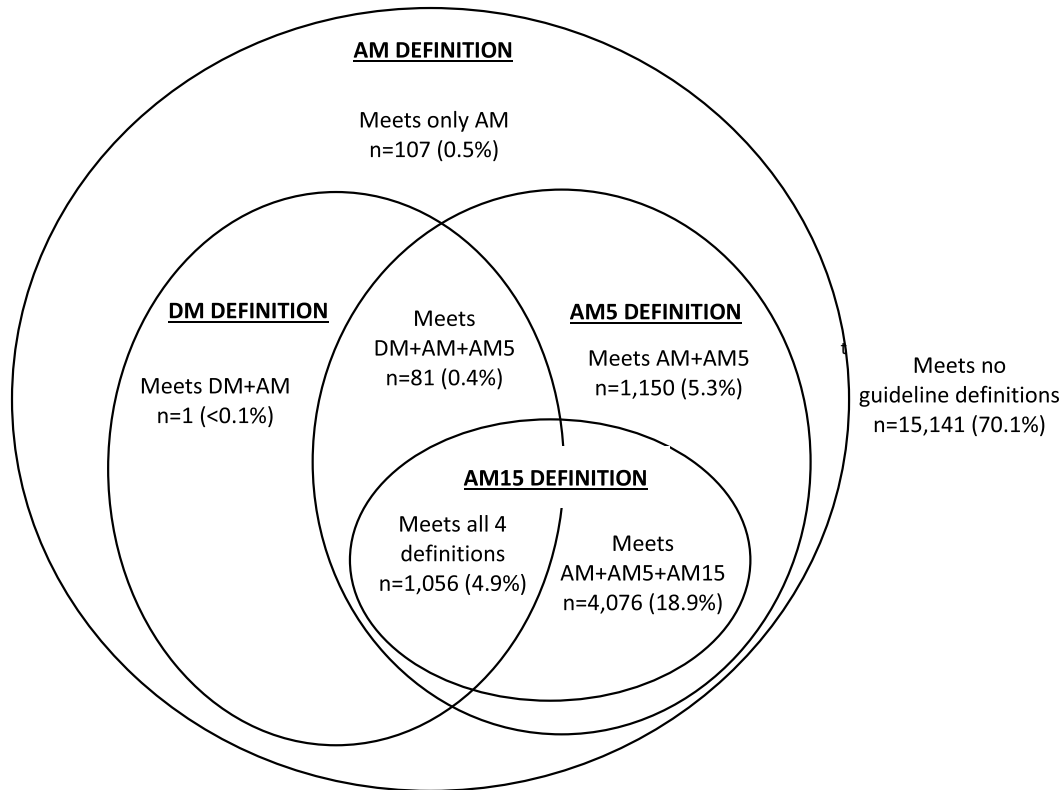 AM DEFINITION
Meets only AM
n=107 (0.5%)
DM DEFINITION
Meets DM+AM
n=1 (<0.1%)
Meets
DM+AM+AM5
n=81 (0.4%)
AM5 DEFINITION
Meets AM+AM5
n=1,150 (5.3%)
t
Meets no
guideline definitions
n=15,141 (70.1%)
AM15 DEFINITION
Meets all 4
definitions
n=1,056 (4.9%)
Meets
AM+AM5+AM15
n=4,076 (18.9%)